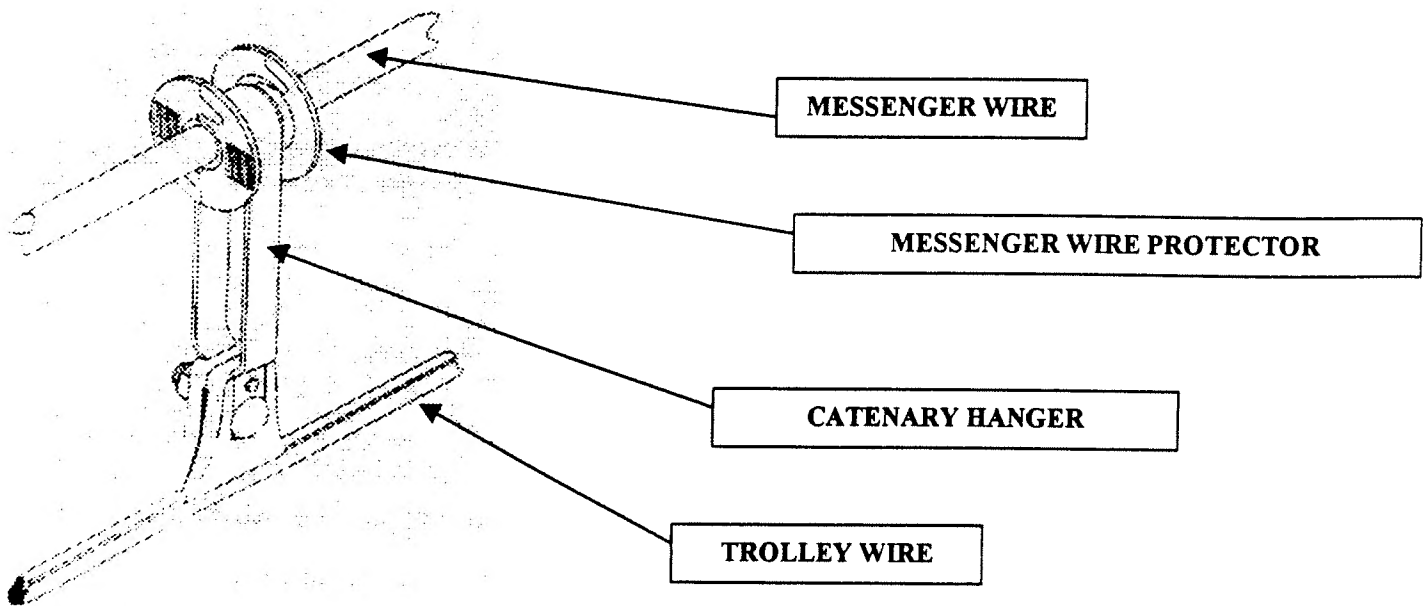 MESSENGER WIRE
MESSENGER WIRE PROTECTOR
CATENARY HANGER
TROLLEY WIRE